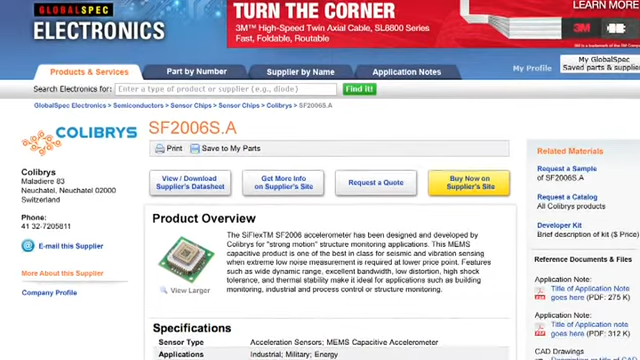 GLOBALSPEC
ELECTRONICS
TURN THE CORNER
3M™ High-Speed Twin Axial Cable, SL8800 Series
Fast, Foldable, Routable
LEARN MORE
3M
Products & Services
Part by Number
Supplier by Name
Application Notes
My Profile
My GlobalSpec
Saved parts & supplie
Search Electronics for:
(Enter a type of product or supplier (e.g., diode)
Find it!
GlobalSpec Electronics > Semiconductors > Sensor Chips > Sensor Chips > Colibrys > SF2006S.A
COLIBRYS
SF2006S.A
Print
Save to My Parts
Colibrys
Maladiere 83
Neuchatel, Neuchatel 02000
Switzerland
Phone:
41 32-7205811
E-mail this Supplier
More About this Supplier
Company Profile
View / Download
Supplier's Datasheet
Get More Info
on Supplier's Site
Request a Quote
Buy Now on
Supplier's Site
Product Overview
The SiFlexTM SF2006 accelerometer has been designed and developed by
Colibrys for "strong motion" structure monitoring applications. This MEMS
capacitive product is one of the best in class for seismic and vibration sensing
when extreme low noise measurement is required at lower price point. Features
such as wide dynamic range, excellent bandwidth, low distortion, high shock
tolerance, and thermal stability make it ideal for applications such as building
monitoring, industrial and process control or structure monitoring.
View Larger
Specifications
Sensor Type
Acceleration Sensors; MEMS Capacitive Accelerometer
Applications
Industrial; Military; Energy
Related Materials
Request a Sample
of SF2006S.A
Request a Catalog
All Colibrys products
Developer Kit
Brief description of kit ($ Price)
Reference Documents & Files
Application Note:
Title of Application Note
goes here (PDF: 275 K)
Application Note:
Title of Application Note
goes here (PDF: 312 K)
CAD Drawings